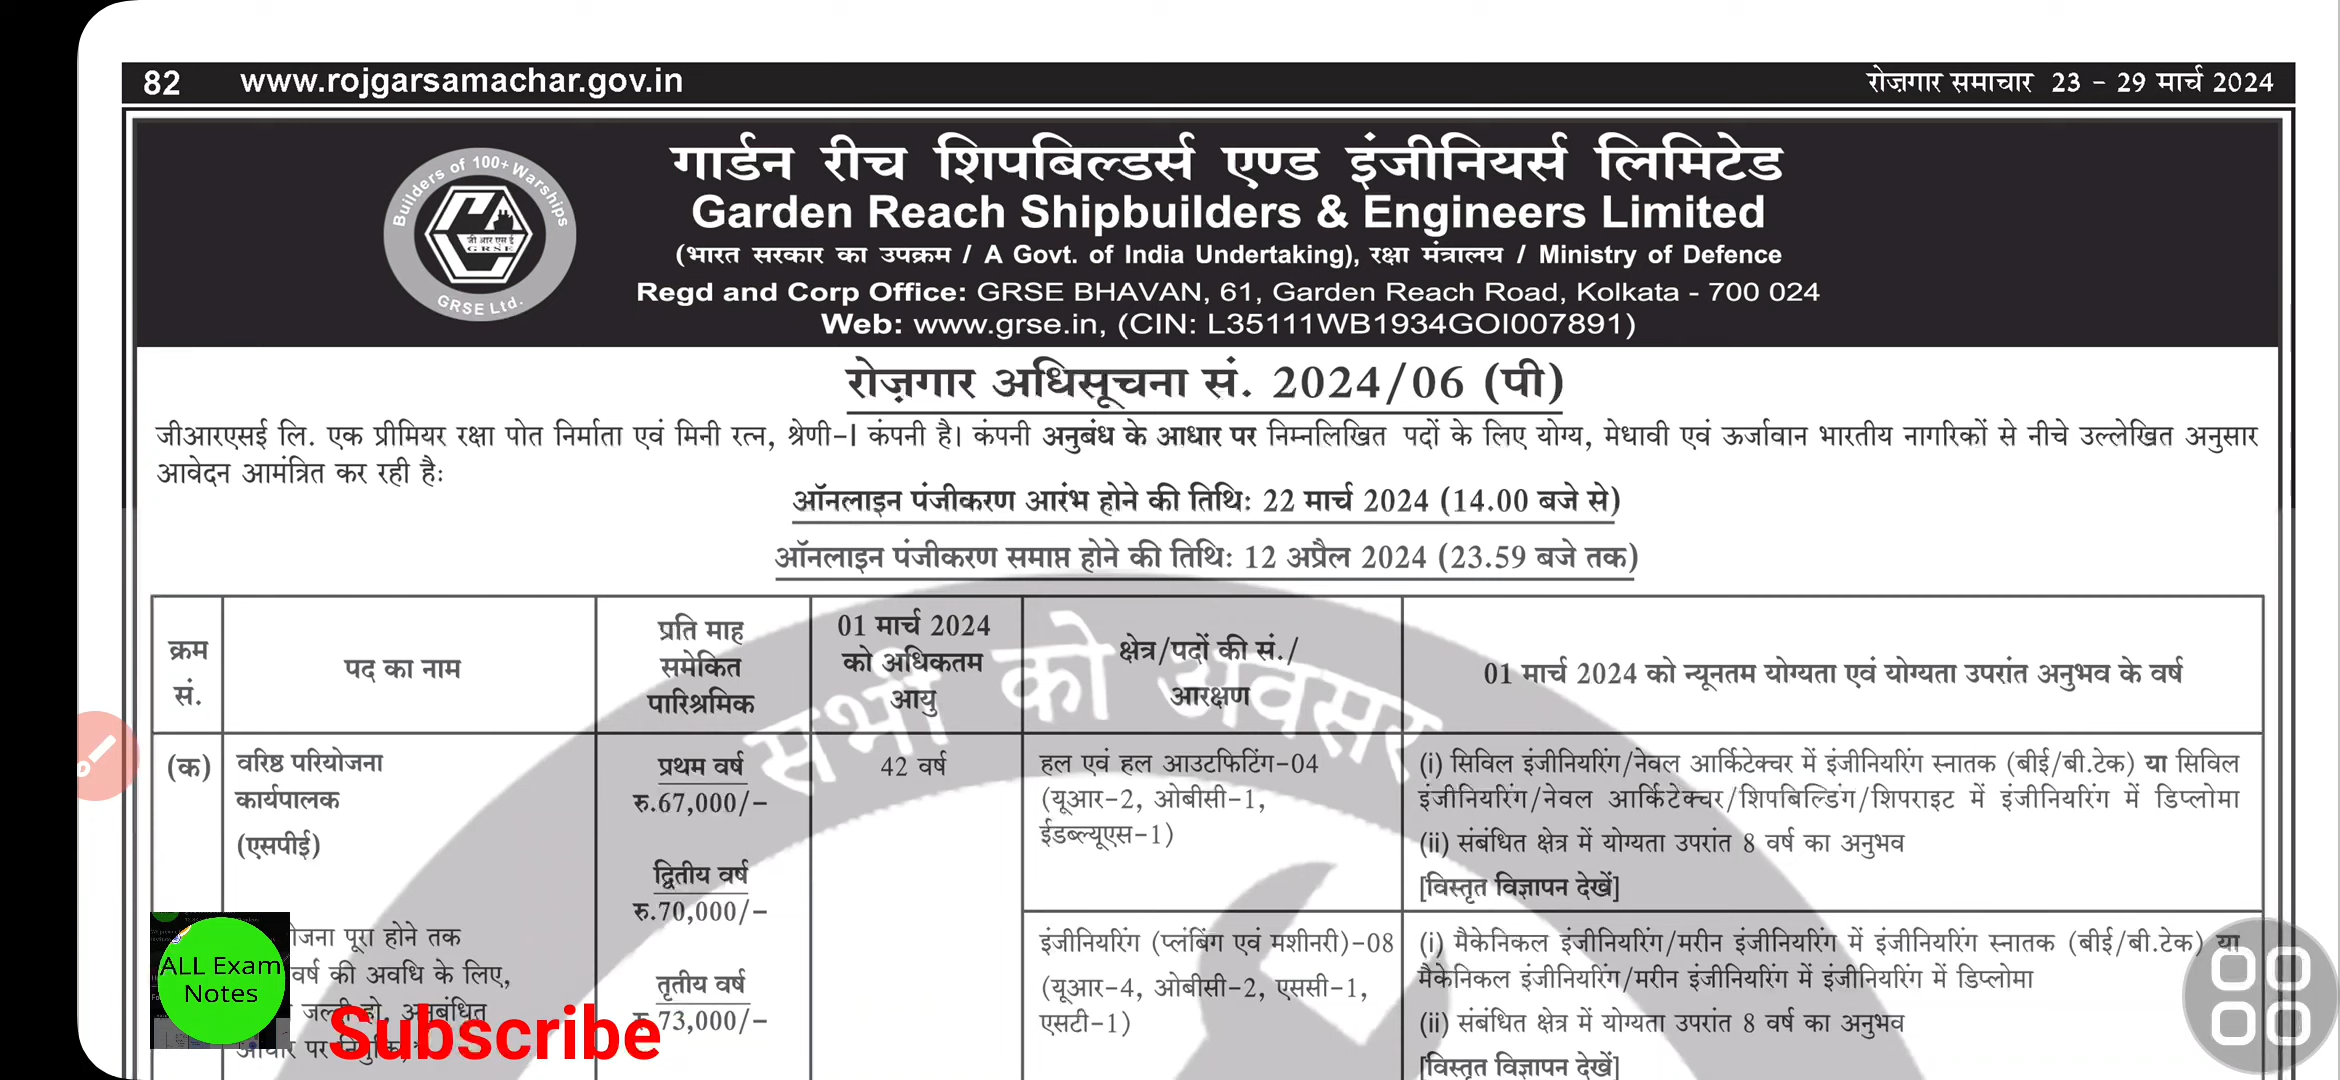 82 www.rojgarsamachar.gov.in रोज़गार समाचार 23 - 29 मार्च 2024
Builders of 100+ Warships
जी आर एस ई
GRSE
GRSE Ltd.
गार्डन रीच शिपबिल्डर्स एण्ड इंजीनियर्स लिमिटेड
Garden Reach Shipbuilders & Engineers Limited
(भारत सरकार का उपक्रम / A Govt. of India Undertaking), रक्षा मंत्रालय / Ministry of Defence
Regd and Corp Office: GRSE BHAVAN, 61, Garden Reach Road, Kolkata - 700 024
Web: www.grse.in, (CIN: L35111WB1934GOI007891)
रोज़गार अधिसूचना सं. 2024/06 (पी)
जीआरएसई लि. एक प्रीमियर रक्षा पोत निर्माता एवं मिनी रत्न, श्रेणी-I कंपनी है। कंपनी अनुबंध के आधार पर निम्नलिखित पदों के लिए योग्य, मेधावी एवं ऊर्जावान भारतीय नागरिकों से नीचे उल्लेखित अनुसार
आवेदन आमंत्रित कर रही है:
ऑनलाइन पंजीकरण आरंभ होने की तिथि: 22 मार्च 2024 (14.00 बजे से)
ऑनलाइन पंजीकरण समाप्त होने की तिथि: 12 अप्रैल 2024 (23.59 बजे तक)
सभी को अवसर
क्रम
सं.
पद का नाम
प्रति माह
समेकित
पारिश्रमिक
01 मार्च 2024
को अधिकतम
आयु
क्षेत्र/पदों की सं./
आरक्षण
01 मार्च 2024 को न्यूनतम योग्यता एवं योग्यता उपरांत अनुभव के वर्ष
(क)
वरिष्ठ परियोजना
कार्यपालक
(एसपीई)
जना पूरा होने तक
वर्ष की अवधि के लिए,
जल्दी हो, अनुबंधित
आधार पर
प्रथम वर्ष
रु.67,000/-
द्वितीय वर्ष
रु.70,000/-
तृतीय वर्ष
73,000/-
42 वर्ष
हल एवं हल आउटफिटिंग-04
(यूआर-2, ओबीसी-1,
ईडब्ल्यूएस-1)
(i) सिविल इंजीनियरिंग/नेवल आर्किटेक्चर में इंजीनियरिंग स्नातक (बीई/बी.टेक) या सिविल
इंजीनियरिंग/नेवल आर्किटेक्चर/शिपबिल्डिंग/शिपराइट में इंजीनियरिंग में डिप्लोमा
(ii) संबंधित क्षेत्र में योग्यता उपरांत 8 वर्ष का अनुभव
[विस्तृत विज्ञापन देखें]
इंजीनियरिंग (प्लंबिंग एवं मशीनरी)-08
(यूआर-4, ओबीसी-2, एससी-1,
एसटी-1)
(i) मैकेनिकल इंजीनियरिंग/मरीन इंजीनियरिंग में इंजीनियरिंग स्नातक (बीई/बी.टेक) या
मैकेनिकल इंजीनियरिंग/मरीन इंजीनियरिंग में इंजीनियरिंग में डिप्लोमा
(ii) संबंधित क्षेत्र में योग्यता उपरांत 8 वर्ष का अनुभव
[विस्तृत विज्ञापन देखें]
ALL Exam
Notes
Subscribe